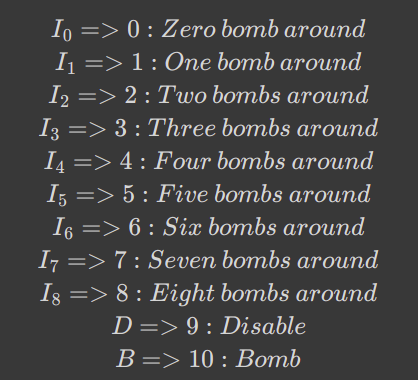 I₀ => 0 : Zero bomb around
I₁ => 1 : One bomb around
I₂ => 2 : Two bombs around
I₃ => 3 : Three bombs around
I₄ => 4 : Four bombs around
I₅ => 5 : Five bombs around
I₆ => 6 : Six bombs around
I₇ => 7 : Seven bombs around
I₈ => 8 : Eight bombs around
D => 9 : Disable
B => 10 : Bomb